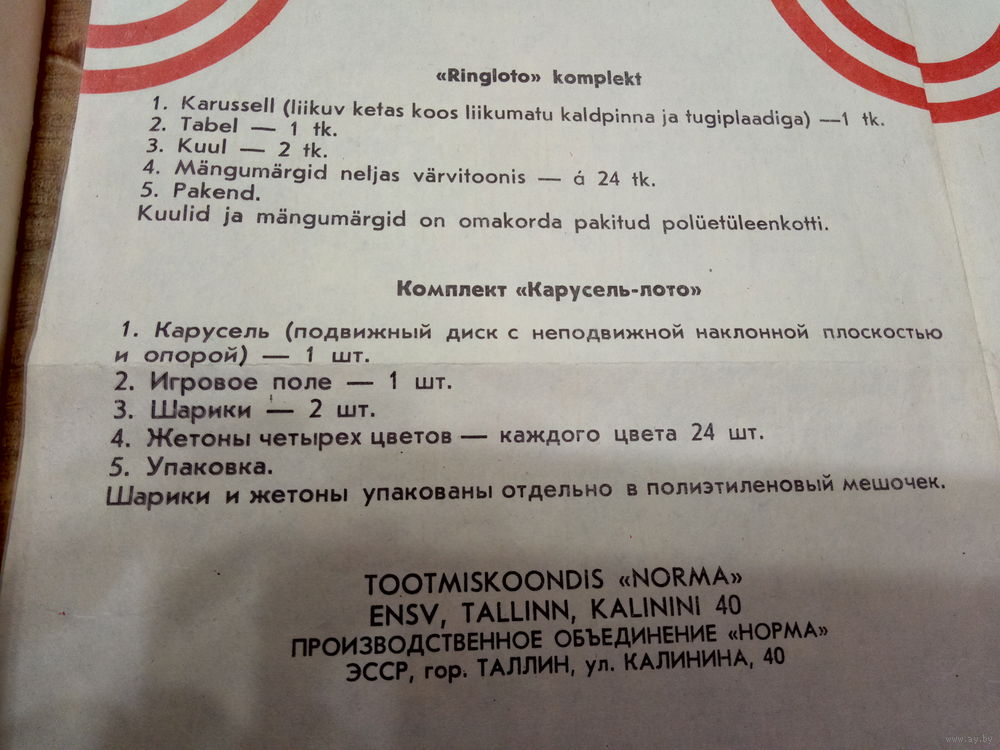 «Ringloto» komplekt
1. Karussell (liikuv ketas koos liikumatu kaldpinna ja tugiplaadiga) —1 tk.
2. Tabel — 1 tk.
3. Kuul — 2 tk.
4. Mängumärgid neljas värvitoonis — á 24 tk.
5. Pakend.
Kuulid ja mängumärgid on omakorda pakitud polüetüleenkotti.
Комплект «Карусель-лото»
1. Карусель (подвижный диск с неподвижной наклонной плоскостью
и опорой) — 1 шт.
2. Игровое поле — 1 шт.
3. Шарики — 2 шт.
4. Жетоны четырех цветов — каждого цвета 24 шт.
5. Упаковка.
Шарики и жетоны упакованы отдельно в полиэтиленовый мешочек.
TOOTMISKOONDIS «NORMA»
ENSV, TALLINN, KALININI 40
ПРОИЗВОДСТВЕННОЕ ОБЪЕДИНЕНИЕ «НОРМА»
ЭССР, гор. ТАЛЛИН, ул. КАЛИНИНА, 40
www.ay.by